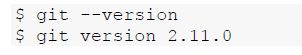 $ git --version
$ git version 2.11.0